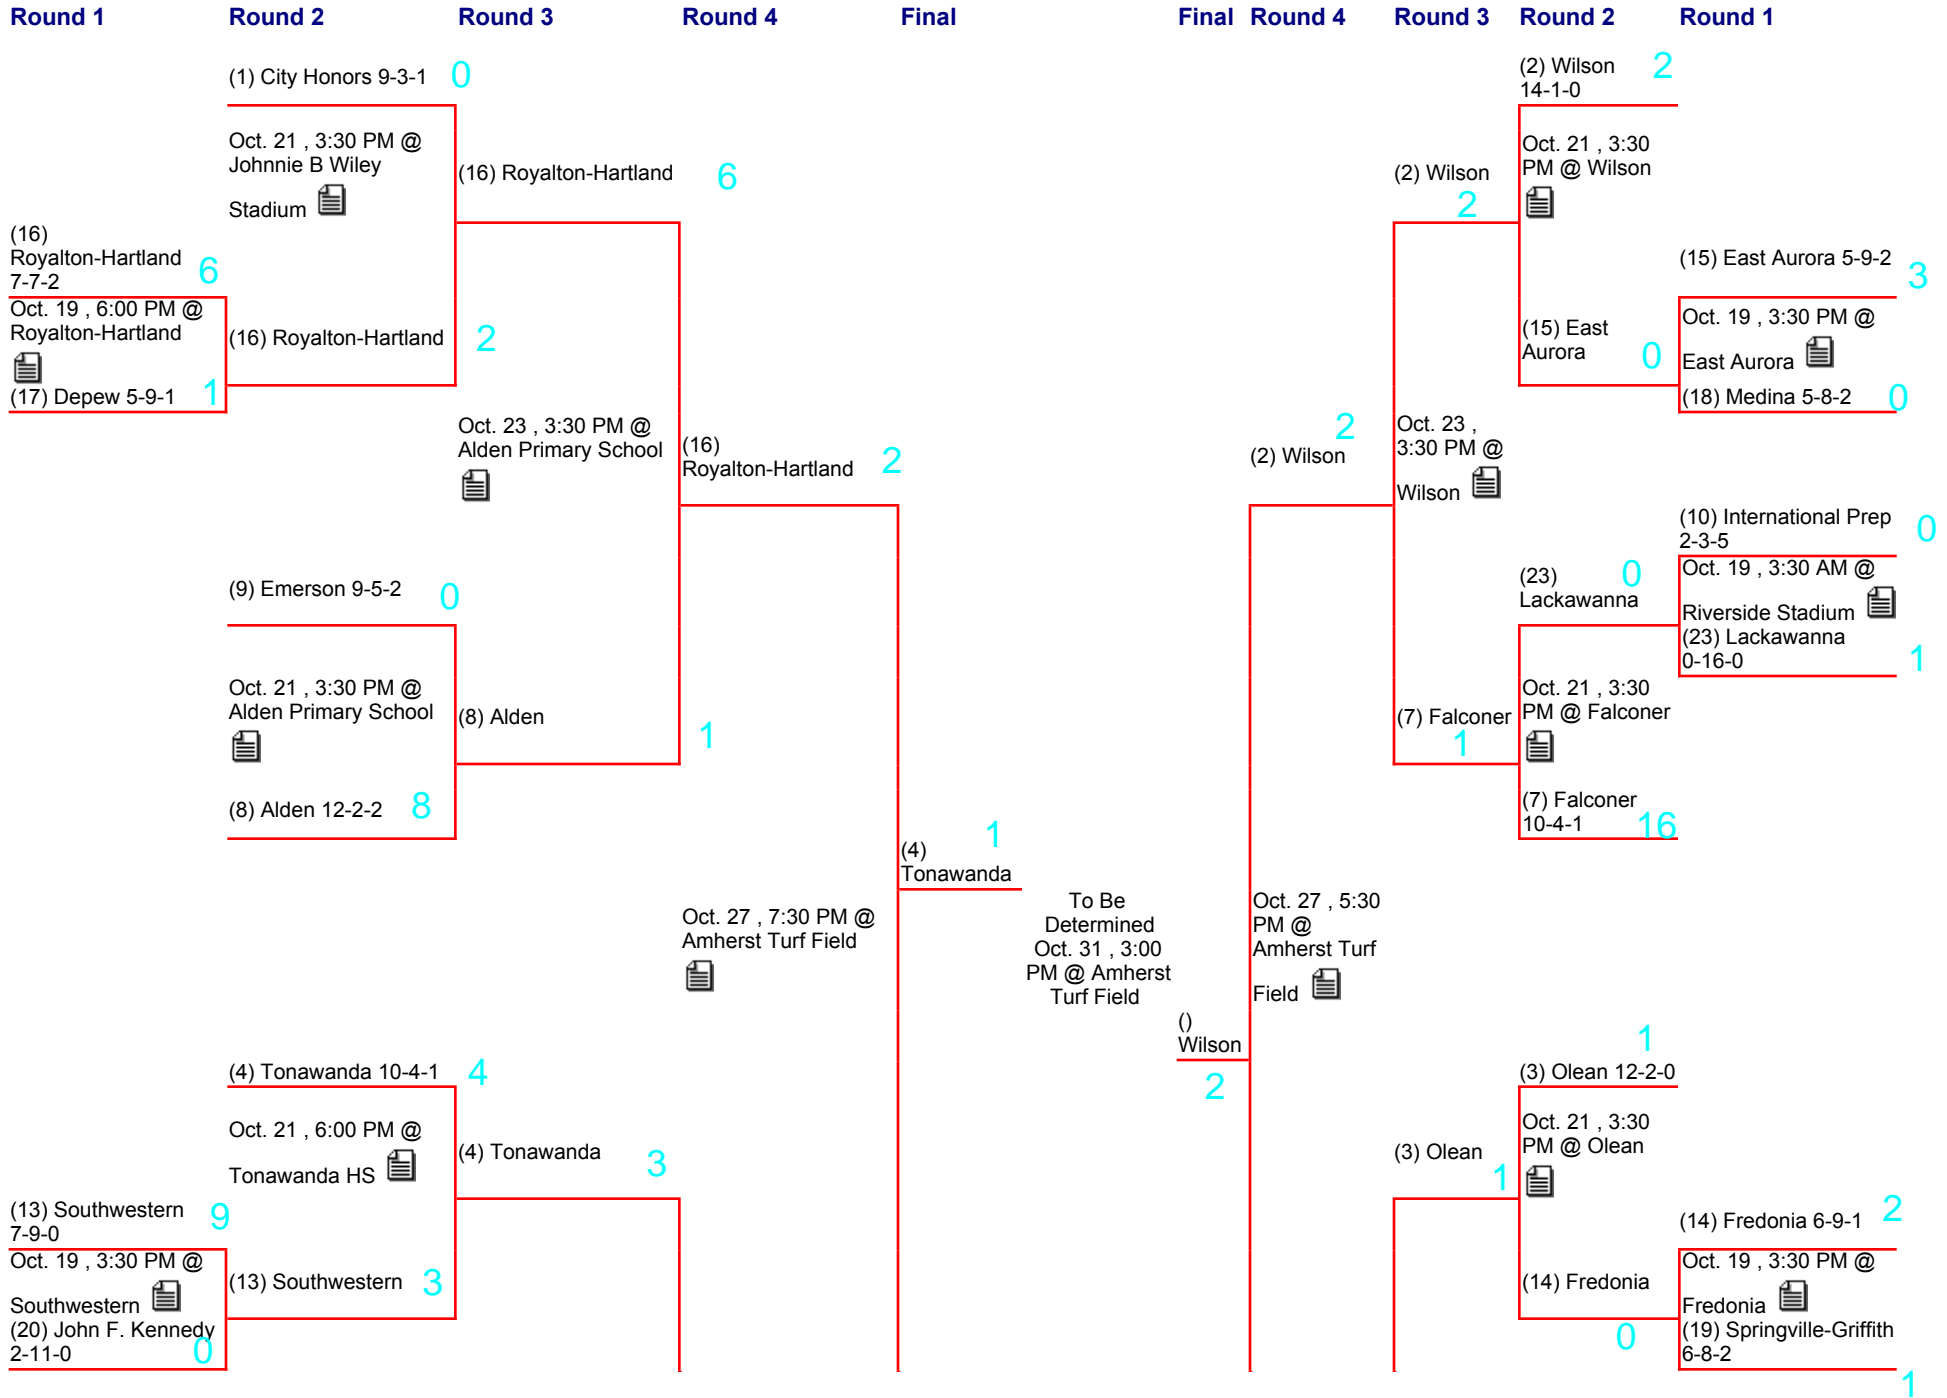 Round 1 Round 2 Round 3 Round 4 Final Final Round 4 Round 3 Round 2 Round 1
(1) City Honors 9-3-1 0
Oct. 21 , 3:30 PM @
Johnnie B Wiley
Stadium
(16) Royalton-Hartland 6
(16)
Royalton-Hartland
7-7-2 6
Oct. 19 , 6:00 PM @
Royalton-Hartland
(17) Depew 5-9-1 1
(16) Royalton-Hartland 2
Oct. 23 , 3:30 PM @
Alden Primary School
(16)
Royalton-Hartland 2
(9) Emerson 9-5-2 0
Oct. 21 , 3:30 PM @
Alden Primary School
(8) Alden 1
(8) Alden 12-2-2 8
(4)
Tonawanda 1
Oct. 27 , 7:30 PM @
Amherst Turf Field
(4) Tonawanda 10-4-1 4
Oct. 21 , 6:00 PM @
Tonawanda HS
(4) Tonawanda 3
(13) Southwestern
7-9-0 9
Oct. 19 , 3:30 PM @
Southwestern
(20) John F. Kennedy
2-11-0 0
(13) Southwestern 3
To Be
Determined
Oct. 31 , 3:00
PM @ Amherst
Turf Field
()
Wilson
2
(2) Wilson 2
Oct. 27 , 5:30
PM @
Amherst Turf
Field
(2) Wilson
2
Oct. 23 ,
3:30 PM @
Wilson
(7) Falconer
1
(3) Olean 1
(2) Wilson 2
14-1-0
Oct. 21 , 3:30
PM @ Wilson
(15) East
Aurora 0
(23) 0
Lackawanna
Oct. 21 , 3:30
PM @ Falconer
(7) Falconer
10-4-1 16
1
(3) Olean 12-2-0
Oct. 21 , 3:30
PM @ Olean
(14) Fredonia
0
(15) East Aurora 5-9-2 3
Oct. 19 , 3:30 PM @
East Aurora
(18) Medina 5-8-2 0
(10) International Prep 0
2-3-5
Oct. 19 , 3:30 AM @
Riverside Stadium
(23) Lackawanna
0-16-0 1
(14) Fredonia 6-9-1 2
Oct. 19 , 3:30 PM @
Fredonia
(19) Springville-Griffith
6-8-2
1